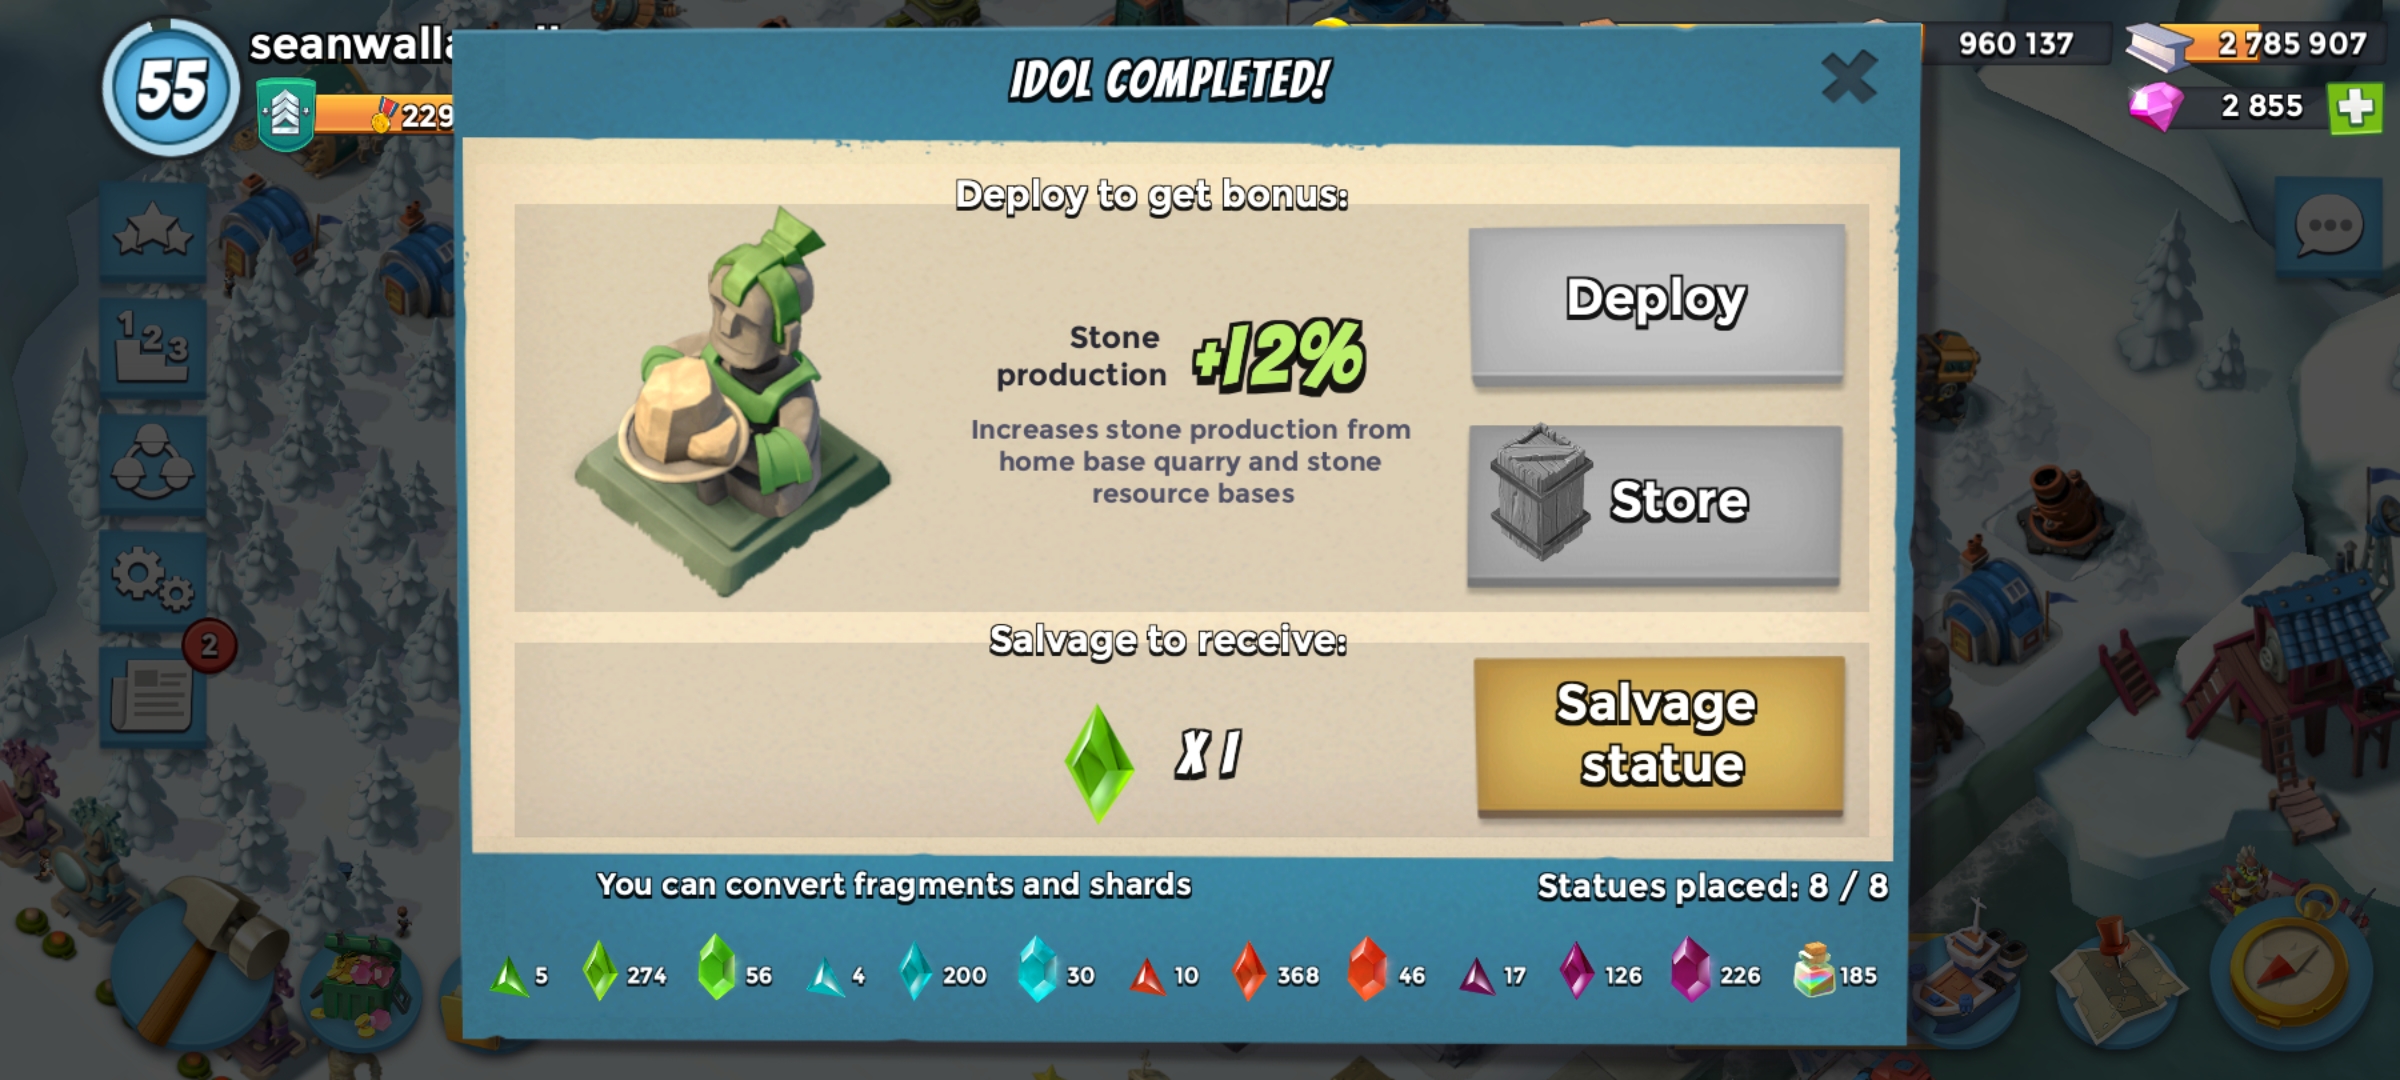 55
229
960 137
2 785 907
2 855
IDOL COMPLETED!
Deploy to get bonus:
Stone
production
+12%
Increases stone production from
home base quarry and stone
resource bases
Deploy
Store
1 2 3
2
Salvage to receive:
X 1
Salvage
statue
You can convert fragments and shards
Statues placed: 8 / 8
5 274 56 4 200 30 10 368 46 17 126 226 185